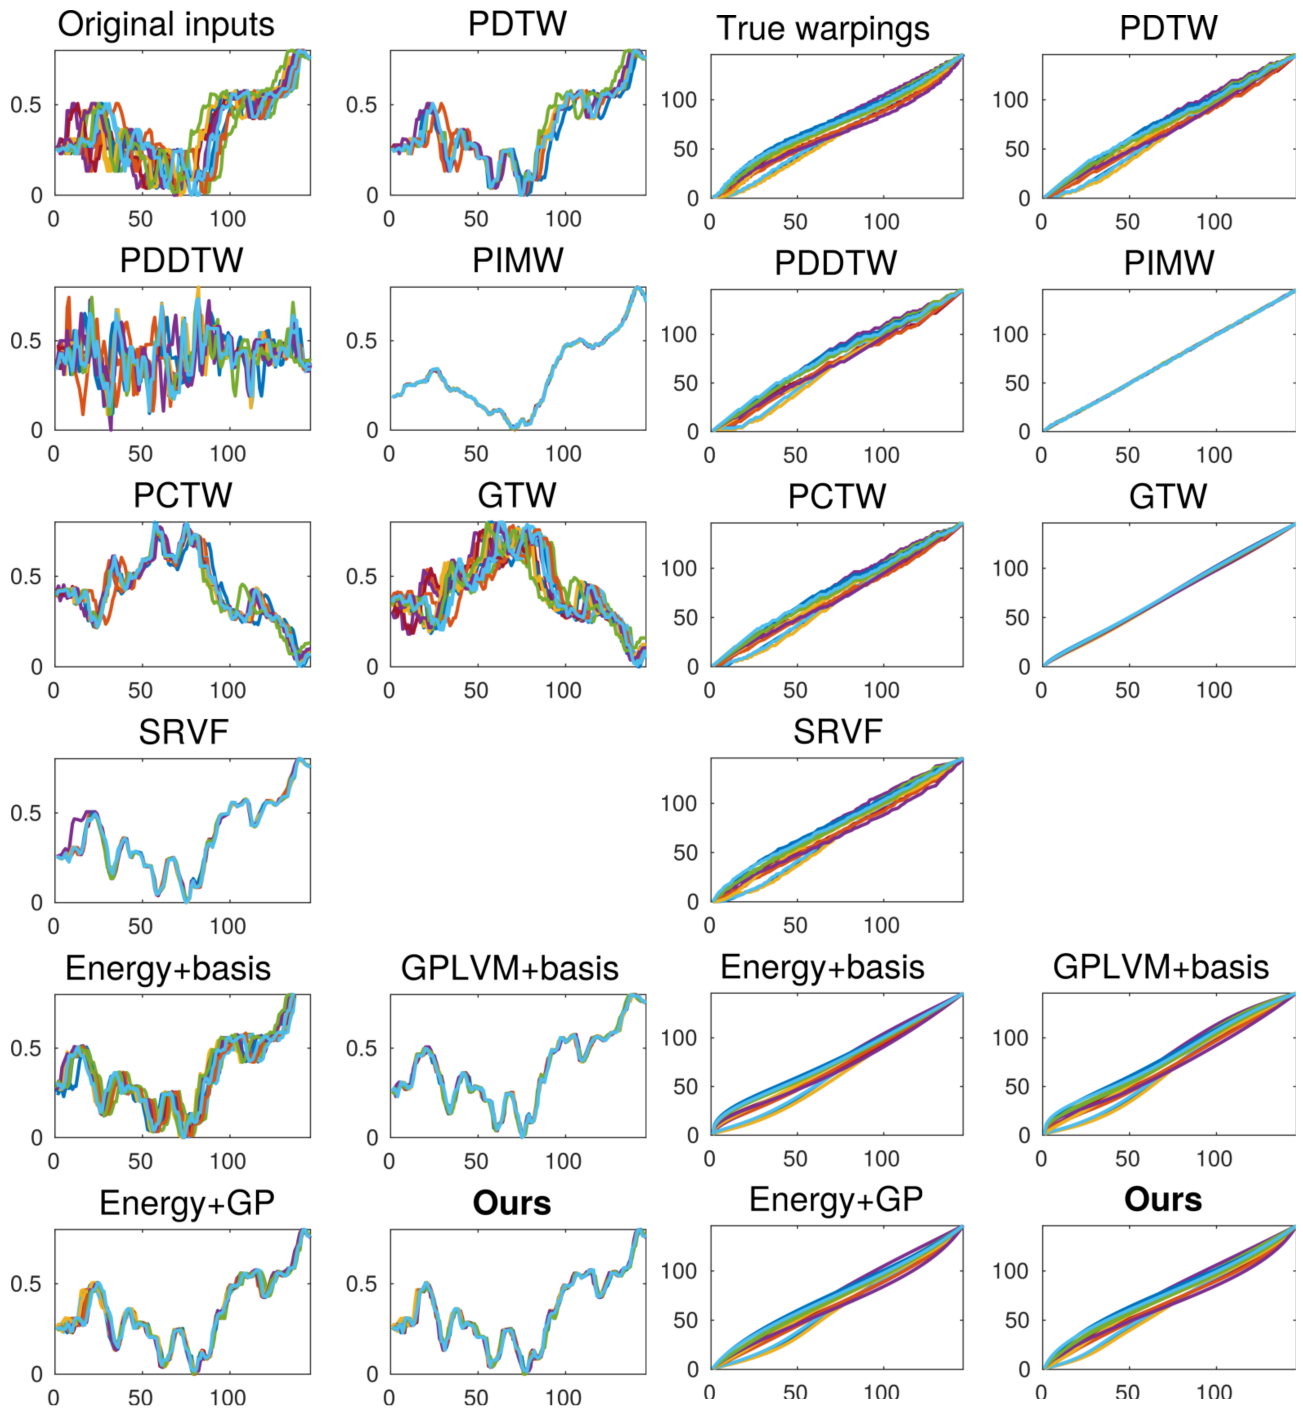 Original inputs PDTW True warpings PDTW
0.5 0.5 100 100
50 50
0 0 0 0
0 50 100 0 50 100 0 50 100 0 50 100
PDDTW PIMW PDDTW PIMW
0.5 0.5 100 100
50 50
0 0 0 0
0 50 100 0 50 100 0 50 100 0 50 100
PCTW GTW PCTW GTW
0.5 0.5 100 100
50 50
0 0 0 0
0 50 100 0 50 100 0 50 100 0 50 100
SRVF SRVF
0.5 100
50
0 0
0 50 100 0 50 100
Energy+basis GPLVM+basis Energy+basis GPLVM+basis
0.5 0.5 100 100
50 50
0 0 0 0
0 50 100 0 50 100 0 50 100 0 50 100
Energy+GP Ours Energy+GP Ours
0.5 0.5 100 100
50 50
0 0 0 0
0 50 100 0 50 100 0 50 100 0 50 100